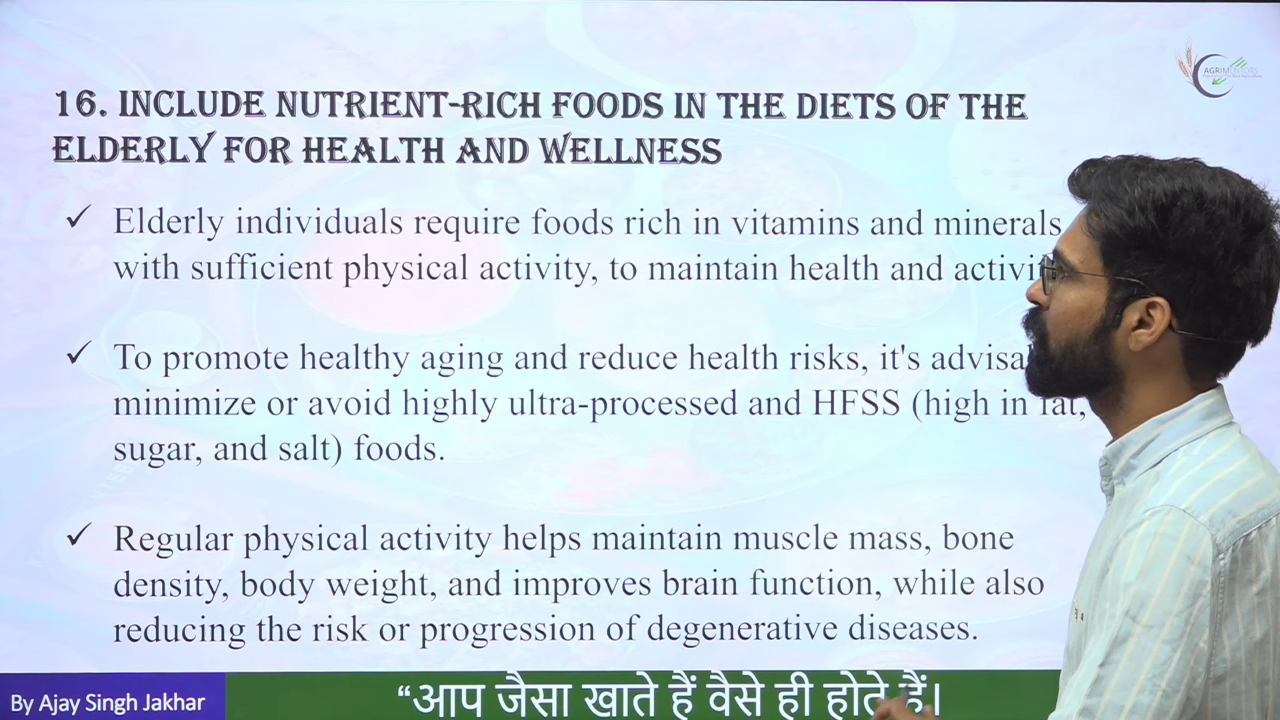 AGRIMENTORS
16. INCLUDE NUTRIENT-RICH FOODS IN THE DIETS OF THE
ELDERLY FOR HEALTH AND WELLNESS
✓ Elderly individuals require foods rich in vitamins and minerals
with sufficient physical activity, to maintain health and
✓ To promote healthy aging and reduce health risks, it's
minimize or avoid highly ultra-processed and HFSS (high in fat,
sugar, and salt) foods.
✓ Regular physical activity helps maintain muscle mass, bone
density, body weight, and improves brain function, while also
reducing the risk or progression of degenerative diseases.
By Ajay Singh Jakhar
“आप जैसा खाते हैं वैसे ही होते हैं।